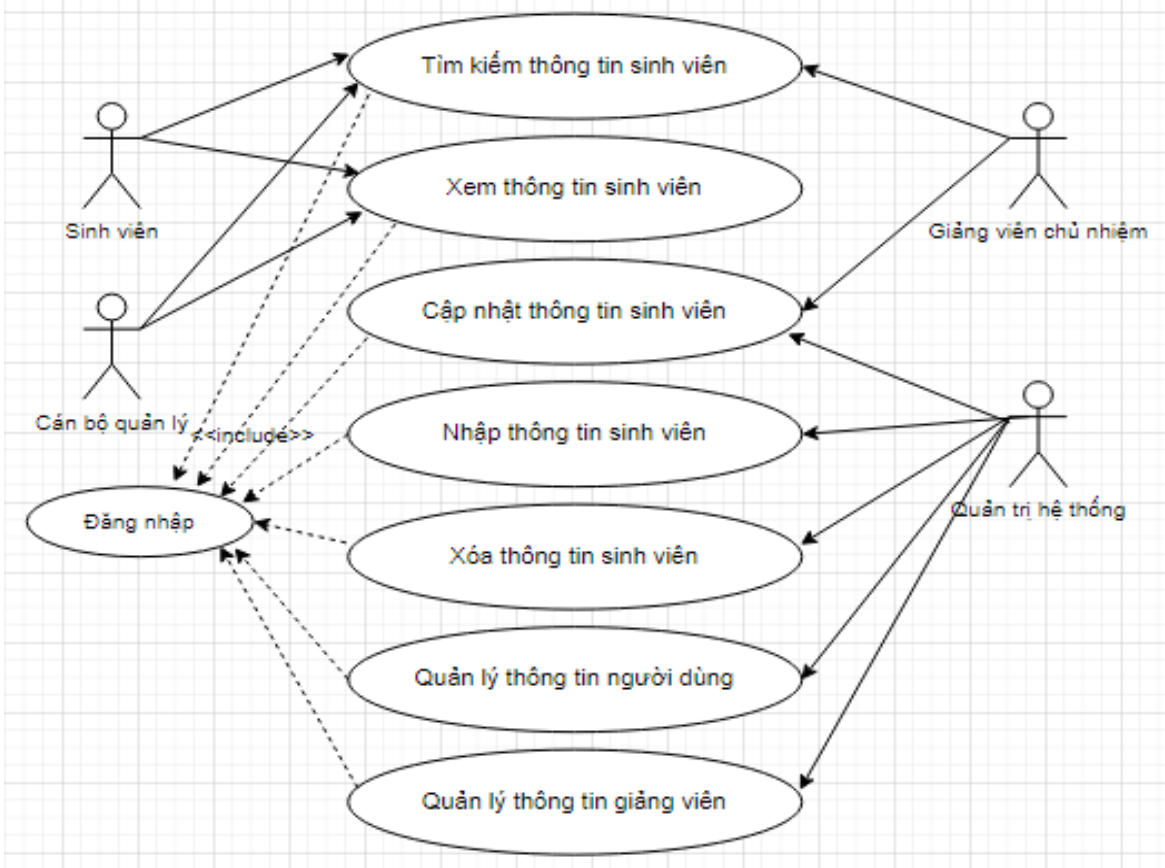 Tìm kiếm thông tin sinh viên
Xem thông tin sinh viên
Sinh viên
Giảng viên chủ nhiệm
Cập nhật thông tin sinh viên
Cán bộ quản lý
<<include>>
Nhập thông tin sinh viên
Quản trị hệ thống
Đăng nhập
Xóa thông tin sinh viên
Quản lý thông tin người dùng
Quản lý thông tin giảng viên